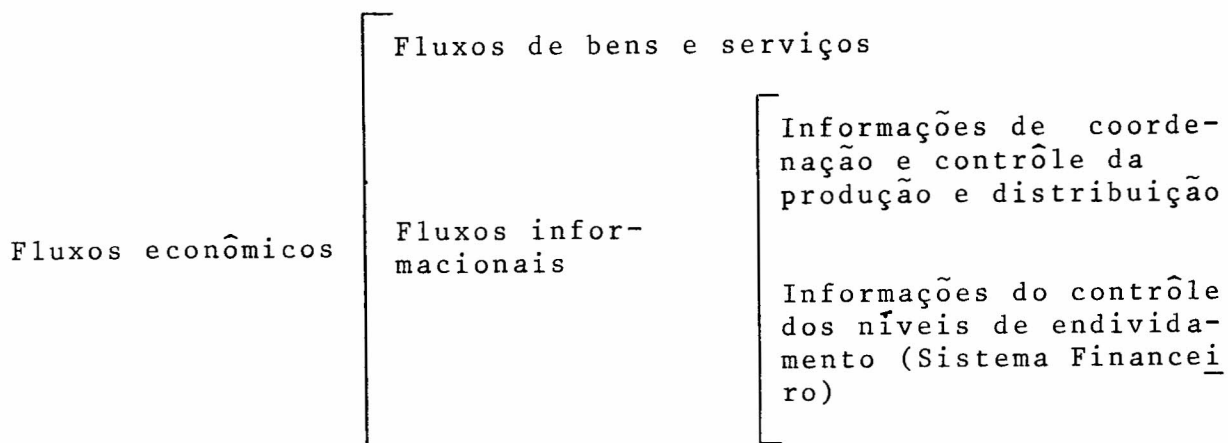 Fluxos de bens e serviços
Informações de coorde-
nação e contrôle da
produção e distribuição
Fluxos econômicos
Fluxos infor-
macionais
Informações do contrôle
dos níveis de endivida-
mento (Sistema Financei
ro)